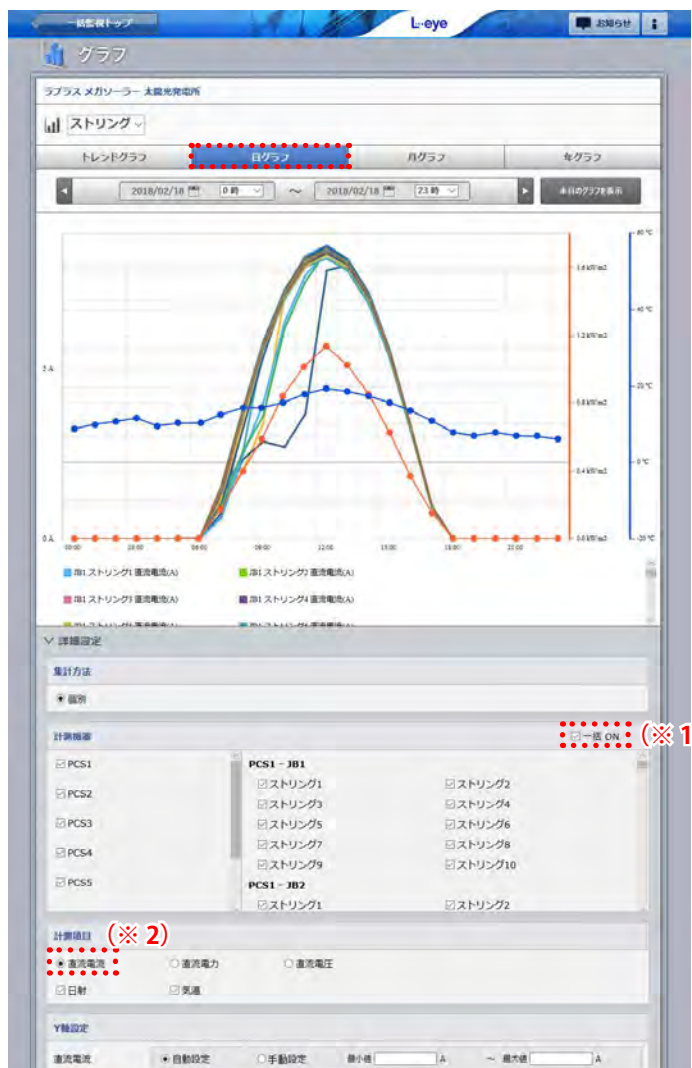 一括監視トップ
L・eye
お知らせ
i
グラフ
ラプラス メガソーラー 太陽光発電所
ストリング
トレンドグラフ 日グラフ 月グラフ 年グラフ
2018/02/18 0 時 ～ 2018/02/18 23 時 本日のグラフを表示
60 ℃
1.6 kW/m2
40 ℃
1.2 kW/m2
5 A
20 ℃
0.8 kW/m2
0 ℃
0.4 kW/m2
0 A 0.0 kW/m2 -20 ℃
00:00 03:00 06:00 09:00 12:00 15:00 18:00 21:00
JB1 ストリング1 直流電流(A) JB1 ストリング2 直流電流(A)
JB1 ストリング3 直流電流(A) JB1 ストリング4 直流電流(A)
詳細設定
集計方法
個別
計測機器 一括 ON (※ 1
PCS1 PCS1 - JB1
ストリング1 ストリング2
PCS2
ストリング3 ストリング4
PCS3 ストリング5 ストリング6
ストリング7 ストリング8
PCS4
ストリング9 ストリング10
PCS5 PCS1 - JB2
ストリング1 ストリング2
計測項目 (※ 2)
直流電流 直流電力 直流電圧
日射 気温
Y軸設定
直流電流 自動設定 手動設定 最小値 A ～ 最大値 A